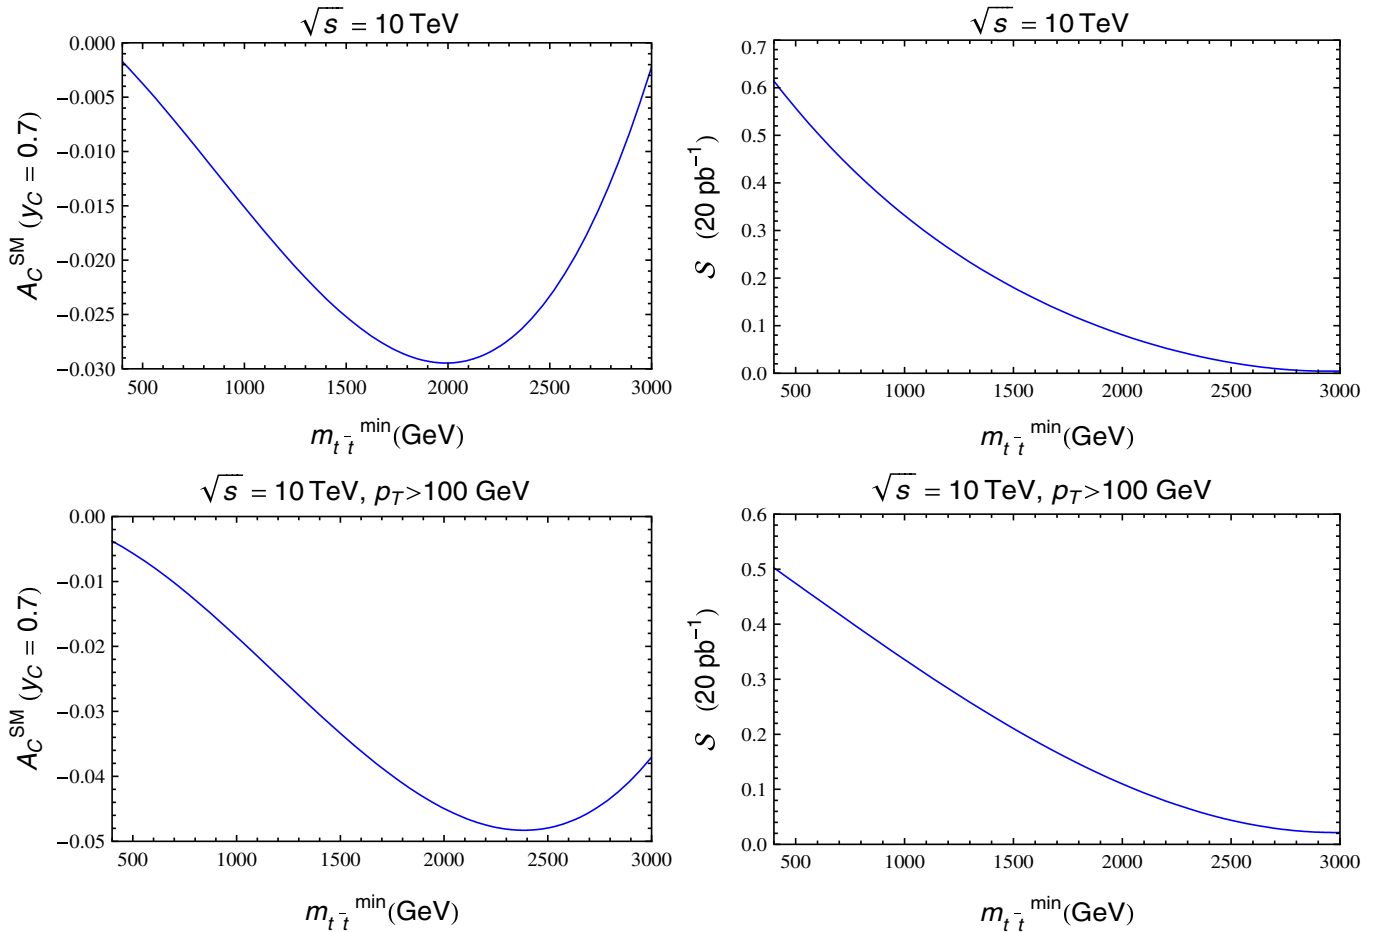 √s = 10 TeV
0.000
−0.005
−0.010
−0.015
−0.020
−0.025
−0.030
A_C^SM (y_C = 0.7)
500 1000 1500 2000 2500 3000
m_{t t̄}^min (GeV)
√s = 10 TeV
0.7
0.6
0.5
0.4
0.3
0.2
0.1
0.0
S (20 pb^−1)
500 1000 1500 2000 2500 3000
m_{t t̄}^min (GeV)
√s = 10 TeV, p_T>100 GeV
0.00
−0.01
−0.02
−0.03
−0.04
−0.05
A_C^SM (y_C = 0.7)
500 1000 1500 2000 2500 3000
m_{t t̄}^min (GeV)
√s = 10 TeV, p_T>100 GeV
0.6
0.5
0.4
0.3
0.2
0.1
0.0
S (20 pb^−1)
500 1000 1500 2000 2500 3000
m_{t t̄}^min (GeV)